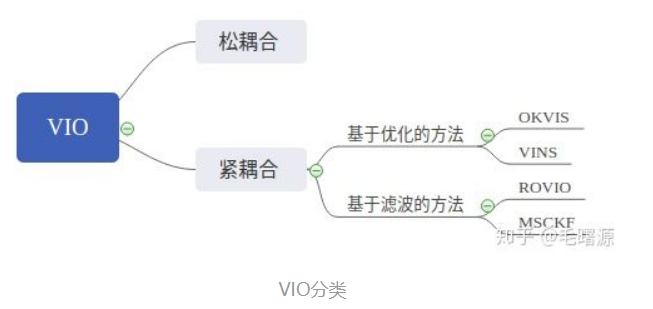 松耦合
VIO
紧耦合
基于优化的方法
OKVIS
VINS
基于滤波的方法
ROVIO
MSCKF
知乎 @毛曙源
VIO分类